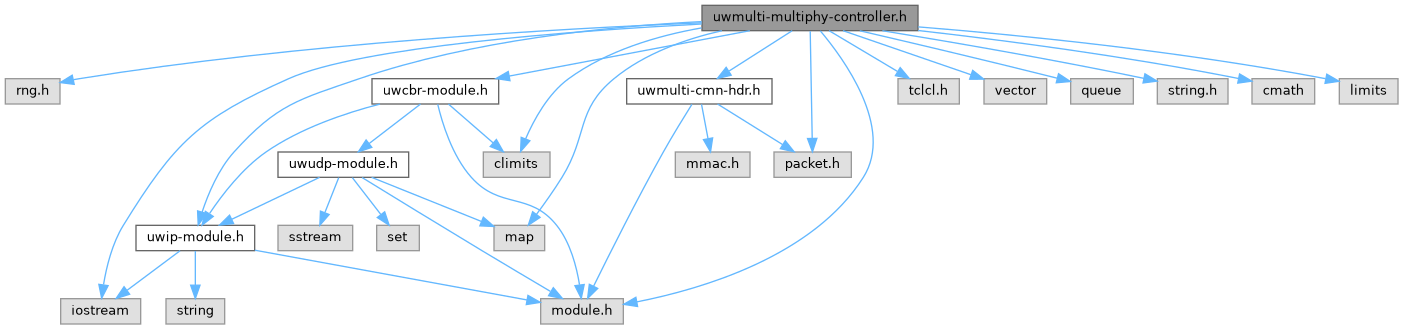 uwmulti-multiphy-controller.h
rng.h
uwcbr-module.h
uwmulti-cmn-hdr.h
tclcl.h
vector
queue
string.h
cmath
limits
uwudp-module.h
climits
mmac.h
packet.h
uwip-module.h
sstream
set
map
iostream
string
module.h